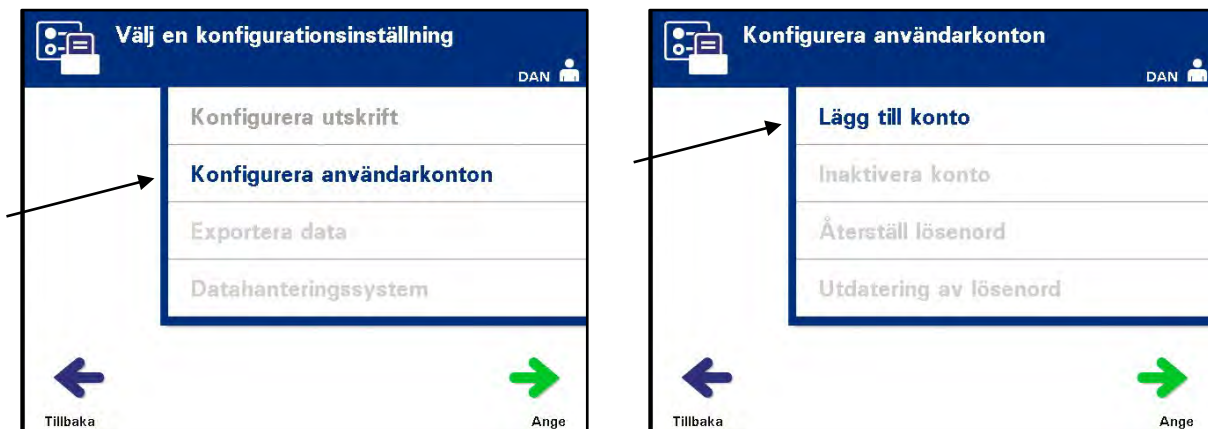 Välj en konfigurationsinställning
DAN
Konfigurera utskrift
Konfigurera användarkonton
Exportera data
Datahanteringssystem
Tillbaka
Ange
Konfigurera användarkonton
DAN
Lägg till konto
Inaktivera konto
Återställ lösenord
Utdatering av lösenord
Tillbaka
Ange